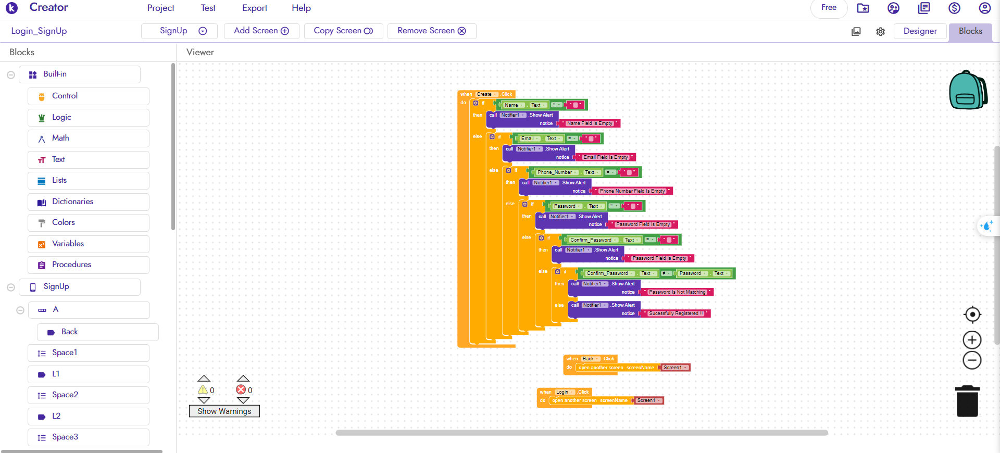 Creator Project Test Export Help Free
Login_SignUp SignUp Add Screen Copy Screen Remove Screen Designer Blocks
Blocks Viewer
Built-in
Control
Logic
Math
Text
Lists
Dictionaries
Colors
Variables
Procedures
SignUp
A
Back
Space1
L1
Space2
L2
Space3
when Create .Click
do if Name . Text = " "
then call Notifier1 .Show Alert
notice " Name Field Is Empty "
else if Email . Text = " "
then call Notifier1 .Show Alert
notice " Email Field Is Empty "
else if Phone_Number . Text = " "
then call Notifier1 .Show Alert
notice " Phone Number Field Is Empty "
else if Password . Text = " "
then call Notifier1 .Show Alert
notice " Password Field Is Empty "
else if Confirm_Password . Text = " "
then call Notifier1 .Show Alert
notice " Password Field Is Empty "
else if Confirm_Password . Text ≠ Password . Text
then call Notifier1 .Show Alert
notice " Password Is Not Matching "
else call Notifier1 .Show Alert
notice " Sucessfully Registered !! "
when Back .Click
do open another screen screenName Screen1
when Login .Click
do open another screen screenName Screen1
0 0
Show Warnings